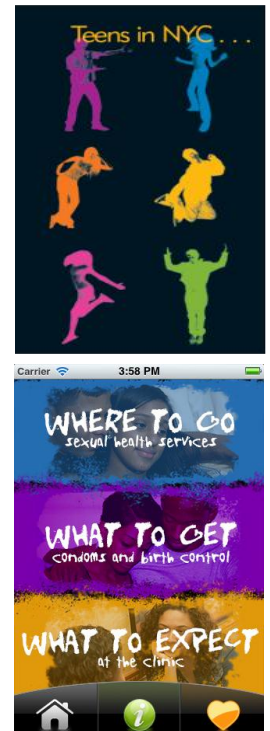 Teens in NYC . . .
Carrier 3:58 PM
WHERE TO GO
sexual health services
WHAT TO GET
condoms and birth control
WHAT TO EXPECT
at the clinic
i